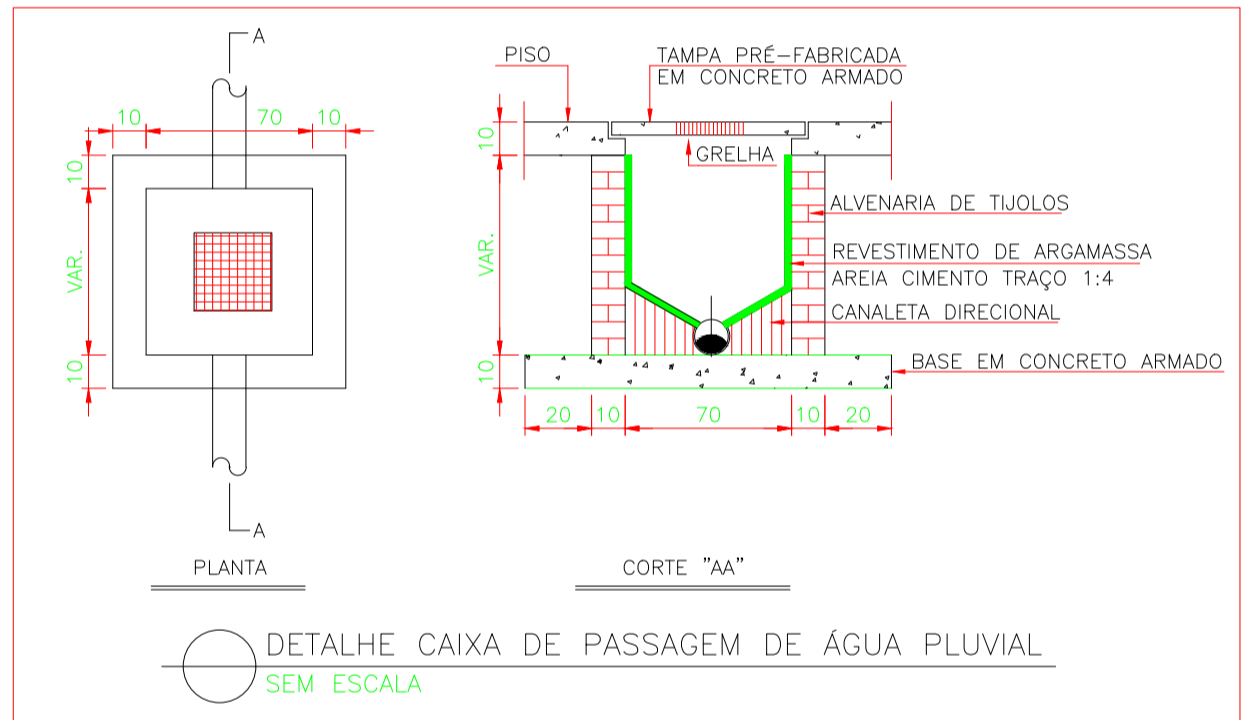 A
10
70
10
10
VAR.
10
A
PLANTA
PISO
TAMPA PRÉ-FABRICADA
EM CONCRETO ARMADO
10
GRELHA
VAR.
ALVENARIA DE TIJOLOS
REVESTIMENTO DE ARGAMASSA
AREIA CIMENTO TRAÇO 1:4
CANALETA DIRECIONAL
10
BASE EM CONCRETO ARMADO
20
10
70
10
20
CORTE "AA"
DETALHE CAIXA DE PASSAGEM DE ÁGUA PLUVIAL
SEM ESCALA